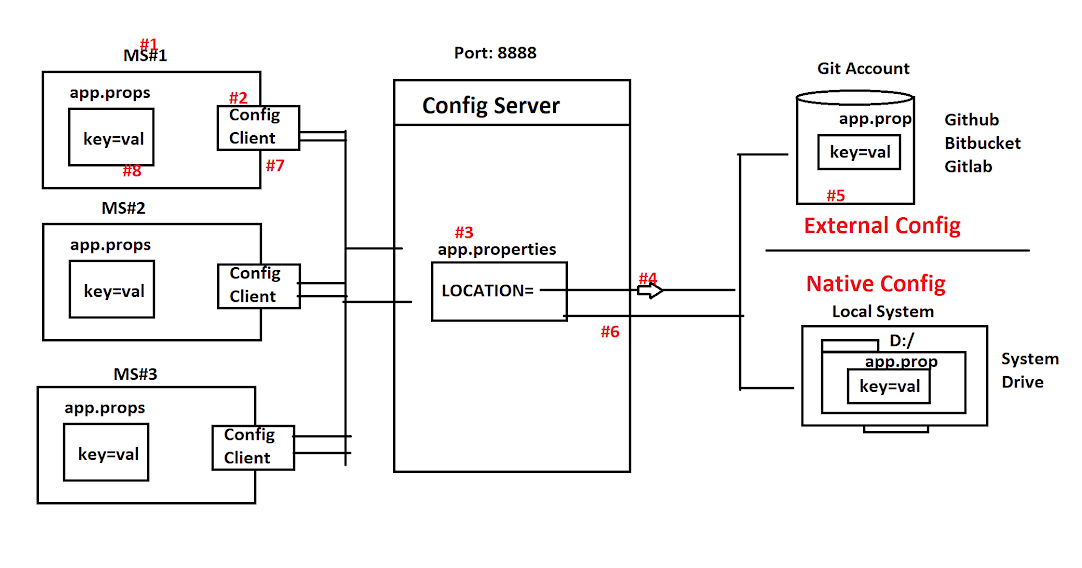 #1
MS#1
app.props
key=val
#8
#2
Config
Client
#7
MS#2
app.props
key=val
Config
Client
MS#3
app.props
key=val
Config
Client
Port: 8888
Config Server
#3
app.properties
LOCATION=
#4
#6
Git Account
app.prop
key=val
#5
Github
Bitbucket
Gitlab
External Config
Native Config
Local System
D:/
app.prop
key=val
System
Drive